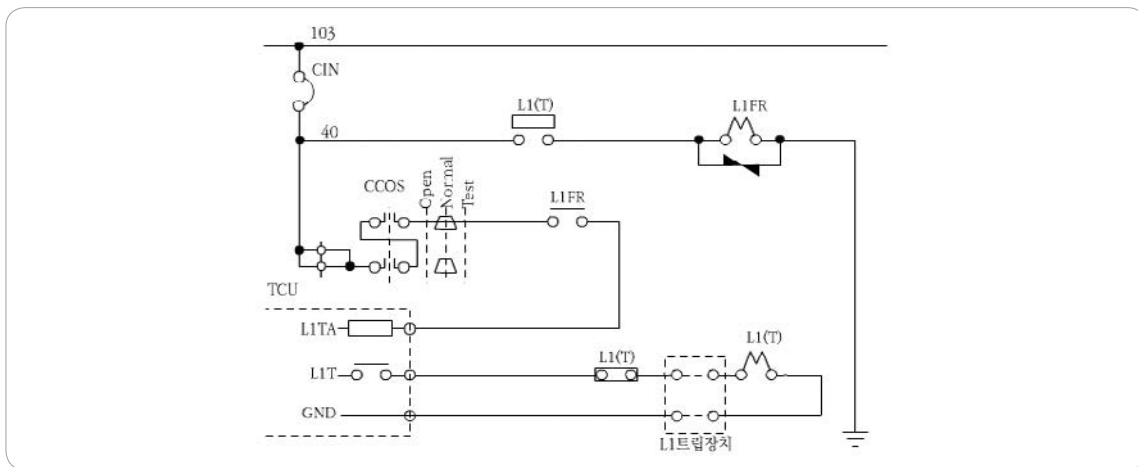 103
CIN
L1(T)
L1FR
40
CCOS
Cpen
Normal
Test
L1FR
TCU
L1TA
L1T
L1(T)
L1(T)
GND
L1트립장치